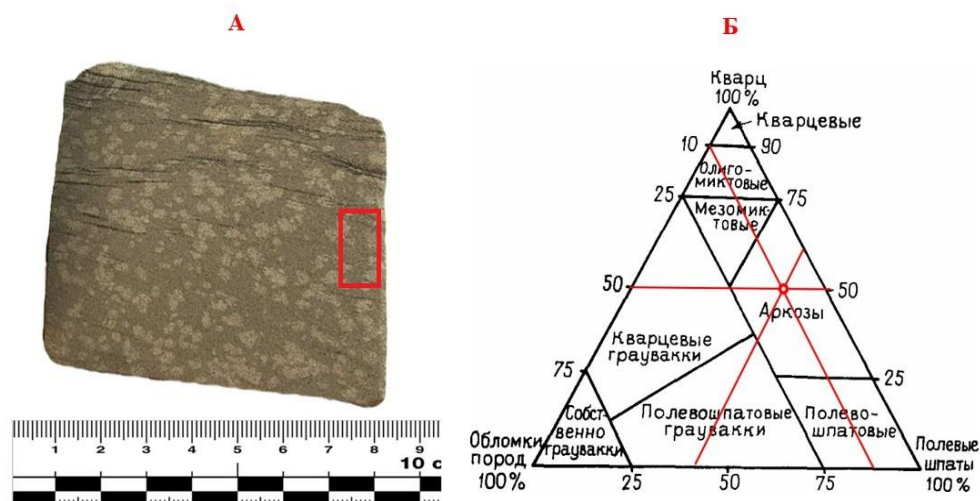 А
Б
Кварц
100%
Кварцевые
10
90
Олиго-
миктовые
25
75
Мезомик-
товые
50
50
Аркозы
Кварцевые
граувакки
75
25
Собст-
венно
граувакки
Полевошпатовые
граувакки
Полево-
шпатовые
Обломки
пород
100%
Полевые
шпаты
100%
25
50
75
1
2
3
4
5
6
7
8
9
10 c